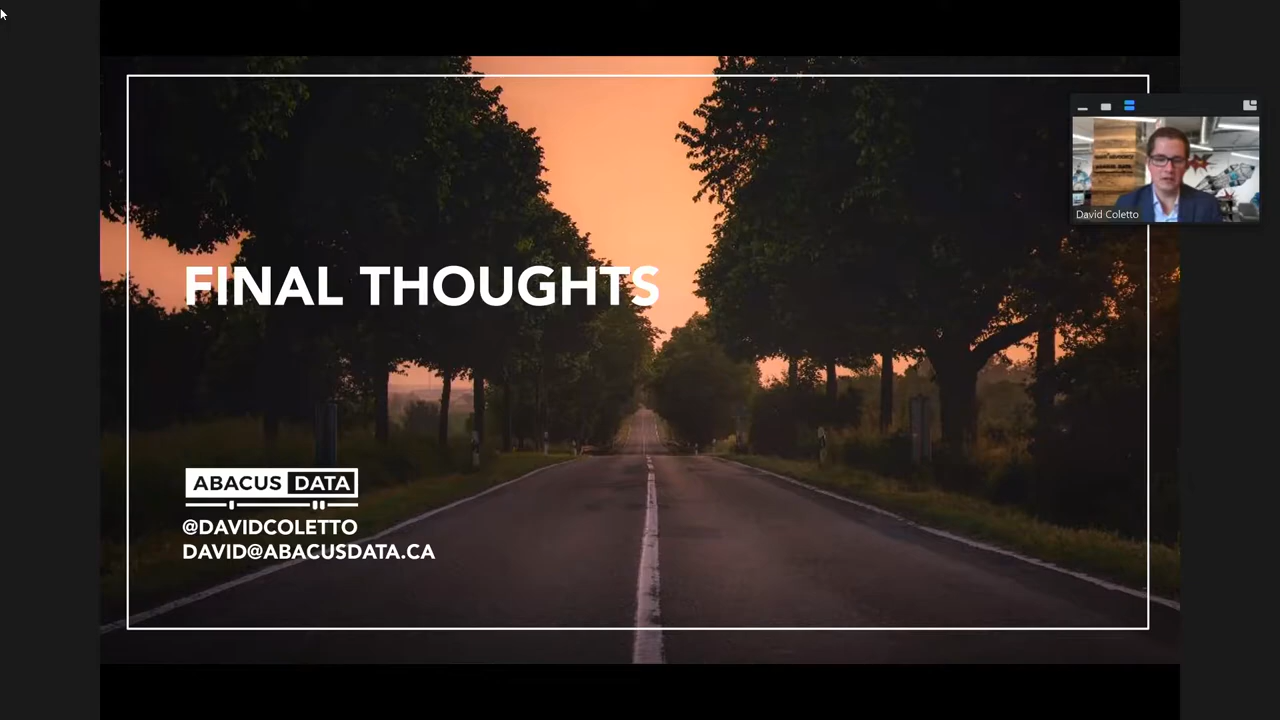 FINAL THOUGHTS
ABACUS DATA
@DAVIDCOLETTO
DAVID@ABACUSDATA.CA
David Coletto